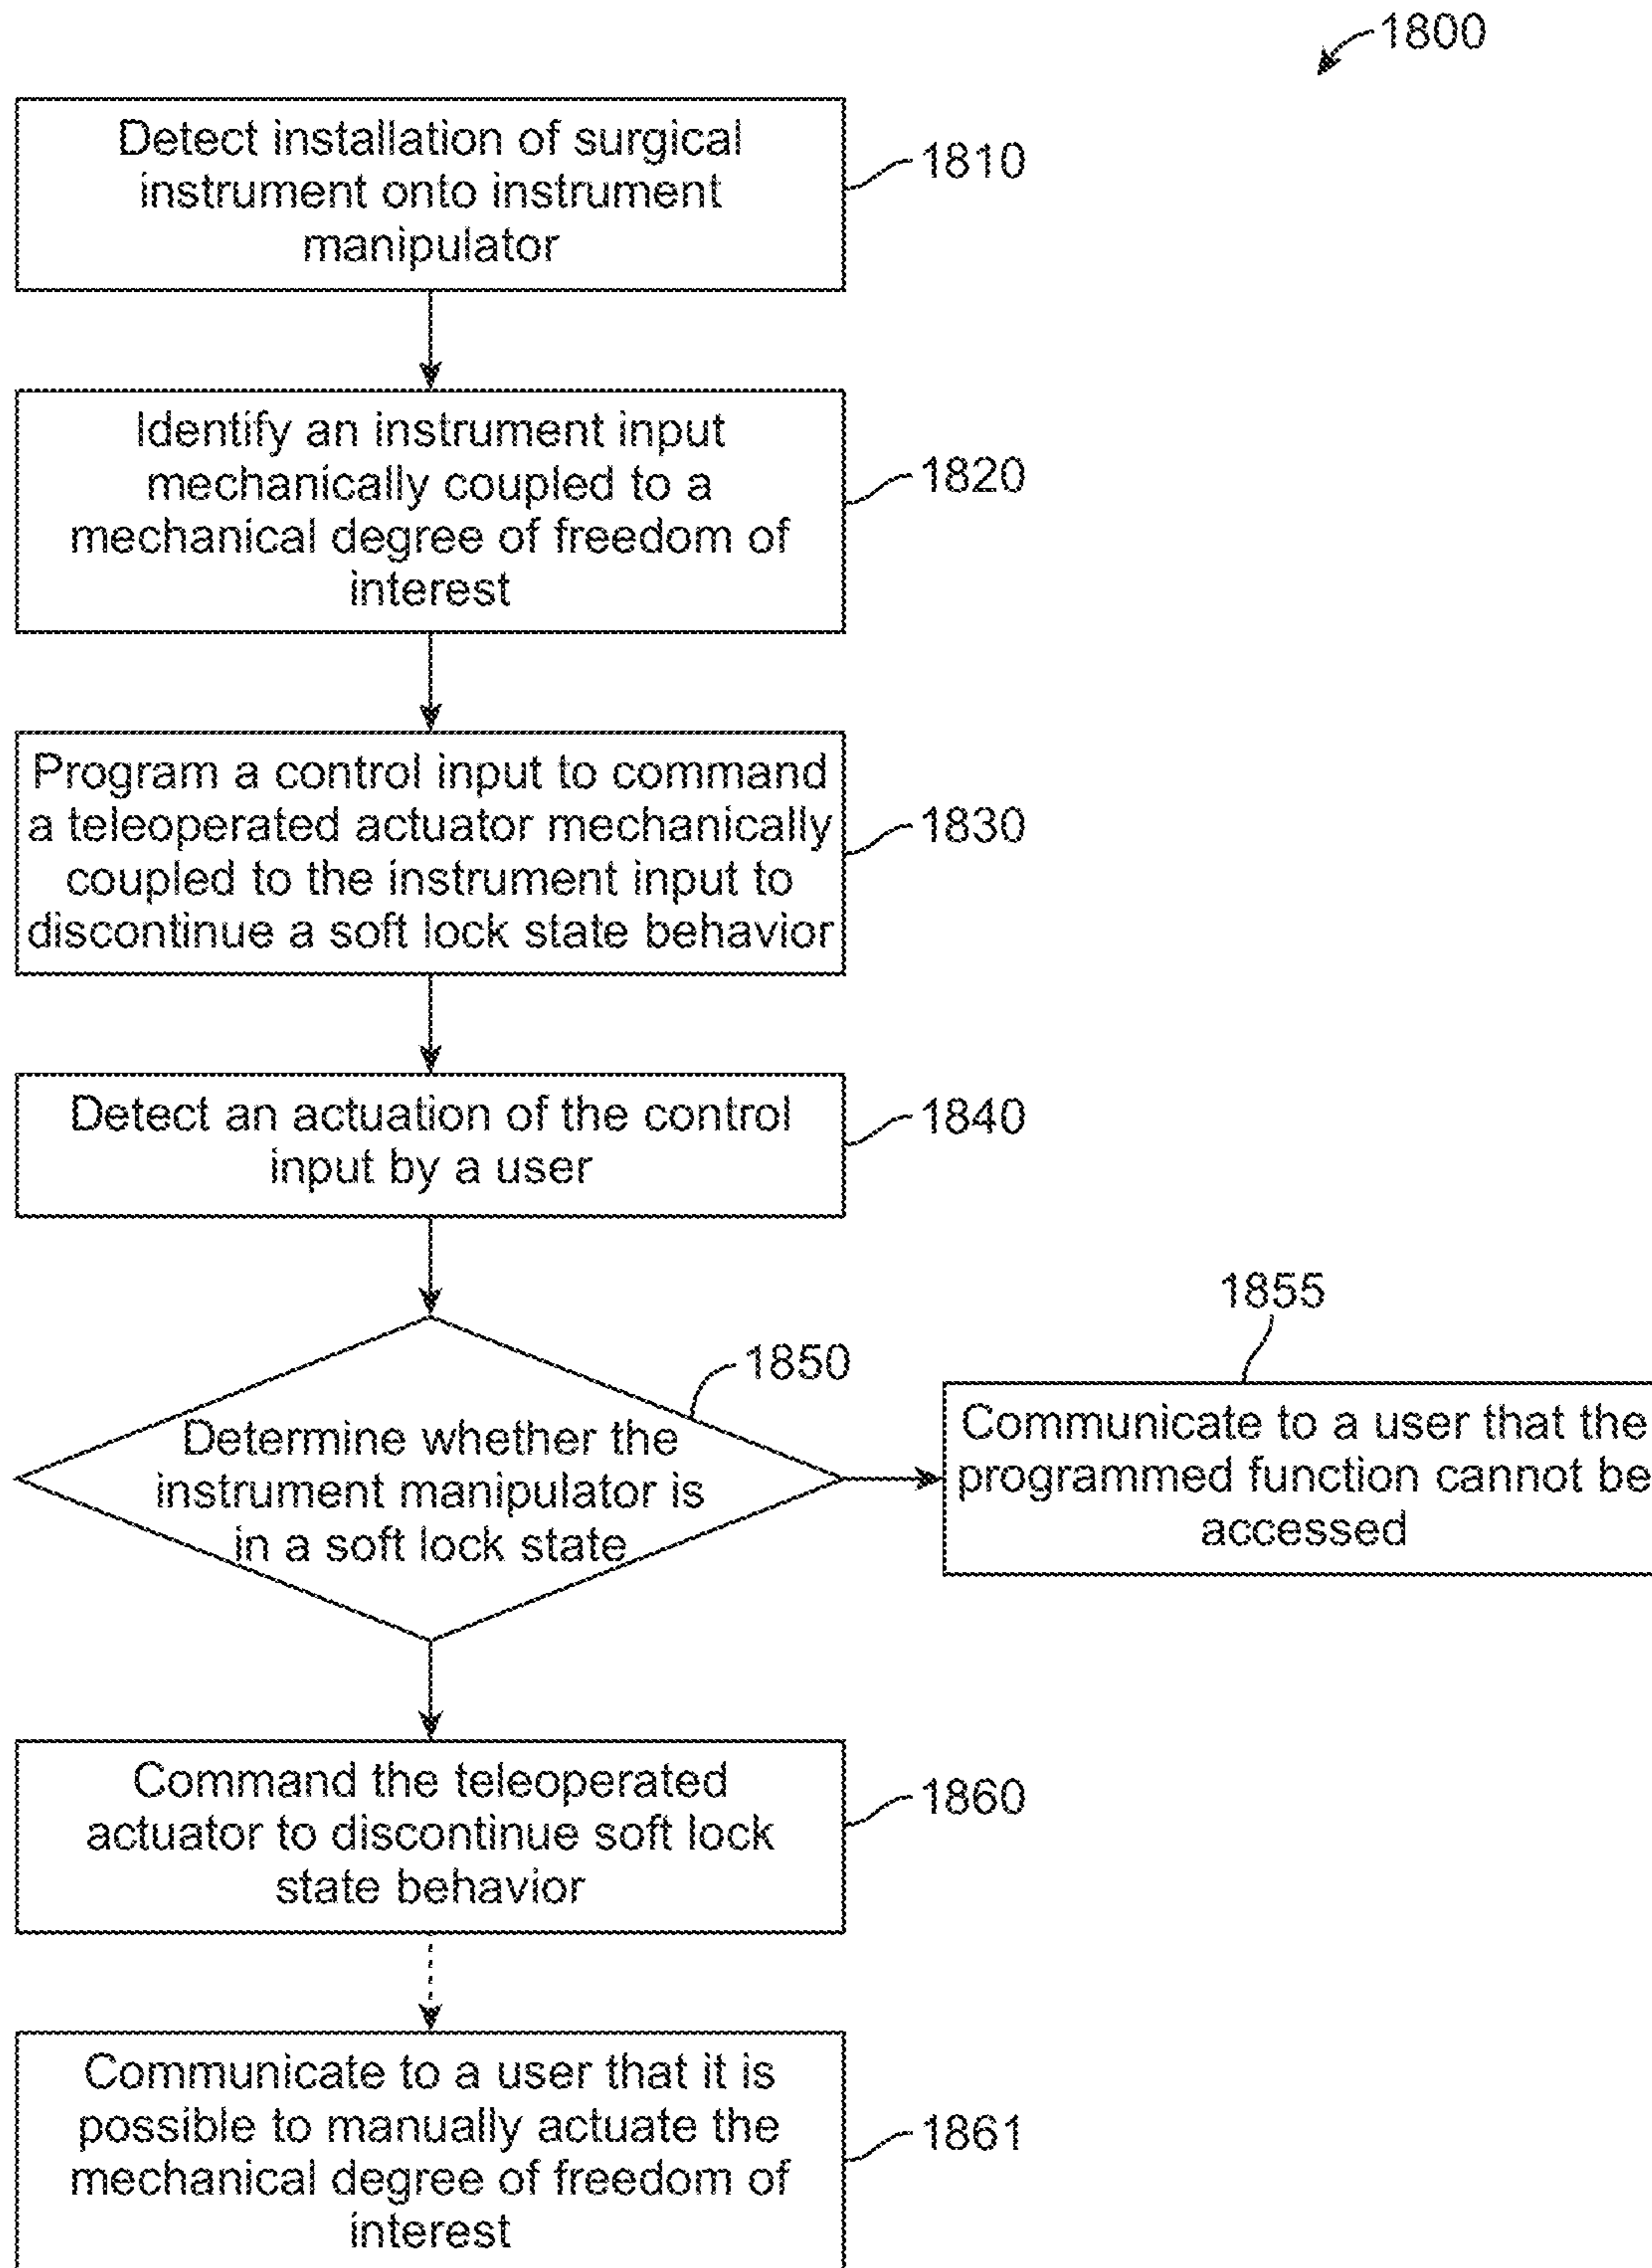 1800
Detect installation of surgical
instrument onto instrument
manipulator
1810
Identify an instrument input
mechanically coupled to a
mechanical degree of freedom of
interest
1820
Program a control input to command
a teleoperated actuator mechanically
coupled to the instrument input to
discontinue a soft lock state behavior
1830
Detect an actuation of the control
input by a user
1840
Determine whether the
instrument manipulator is
in a soft lock state
1850
1855
Communicate to a user that the
programmed function cannot be
accessed
Command the teleoperated
actuator to discontinue soft lock
state behavior
1860
Communicate to a user that it is
possible to manually actuate the
mechanical degree of freedom of
interest
1861